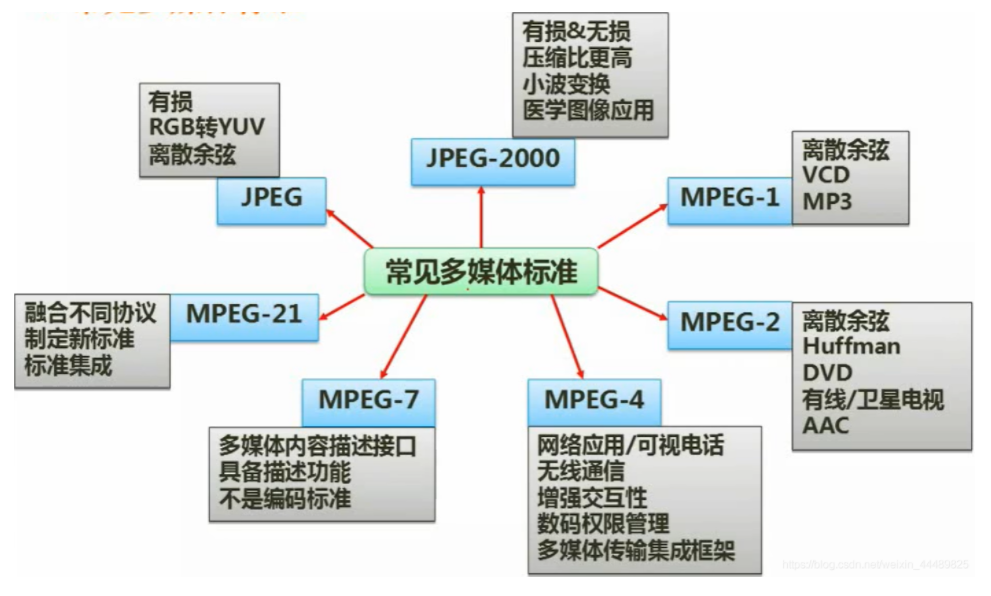 有损&无损
压缩比更高
小波变换
医学图像应用
JPEG-2000
有损
RGB转YUV
离散余弦
JPEG
离散余弦
VCD
MP3
MPEG-1
常见多媒体标准
融合不同协议
制定新标准
标准集成
MPEG-21
MPEG-2
离散余弦
Huffman
DVD
有线/卫星电视
AAC
MPEG-7
多媒体内容描述接口
具备描述功能
不是编码标准
MPEG-4
网络应用/可视电话
无线通信
增强交互性
数码权限管理
多媒体传输集成框架
https://blog.csdn.net/weixin_44489825